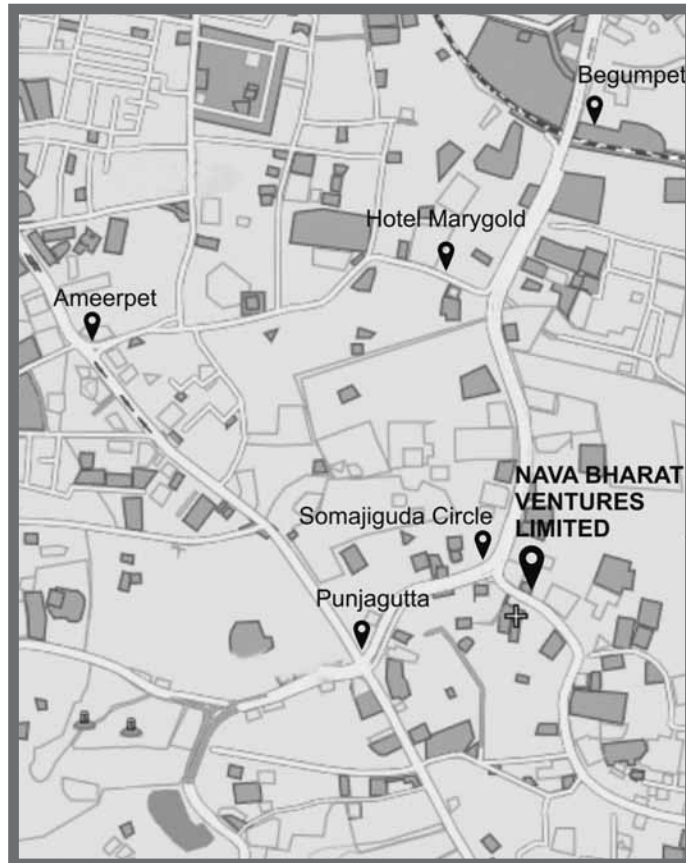 Begumpet
Hotel Marygold
Ameerpet
NAVA BHARAT
VENTURES
LIMITED
Somajiguda Circle
Punjagutta